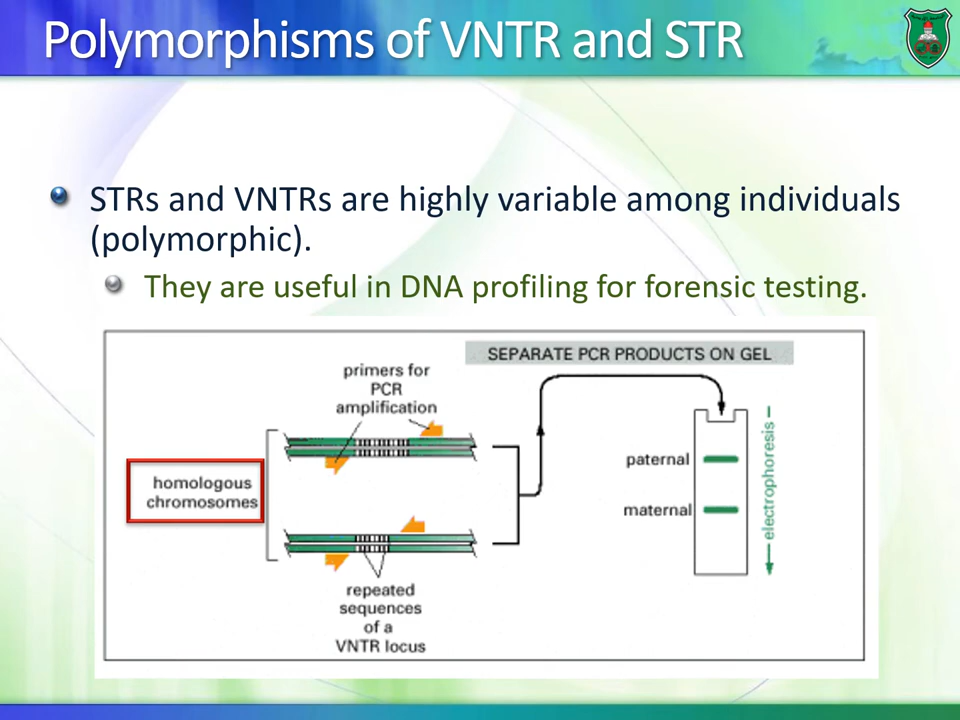 Polymorphisms of VNTR and STR
STRs and VNTRs are highly variable among individuals
(polymorphic).
They are useful in DNA profiling for forensic testing.
SEPARATE PCR PRODUCTS ON GEL
primers for
PCR
amplification
homologous
chromosomes
repeated
sequences
of a
VNTR locus
paternal
maternal
electrophoresis